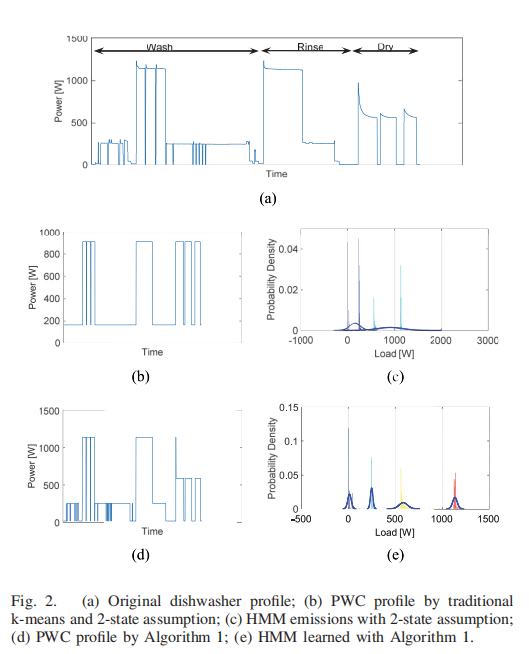 1500
Wash
Rinse
Dry
1000
500
0
Power [W]
Time
(a)
1000
800
600
400
200
0
Power [W]
Time
(b)
0.04
0.02
0
Probability Density
-1000 0 1000 2000 3000
Load [W]
(c)
1500
1000
500
0
Power [W]
Time
(d)
0.15
0.1
0.05
0
Probability Density
-500 0 500 1000 1500
Load [W]
(e)
Fig. 2. (a) Original dishwasher profile; (b) PWC profile by traditional
k-means and 2-state assumption; (c) HMM emissions with 2-state assumption;
(d) PWC profile by Algorithm 1; (e) HMM learned with Algorithm 1.